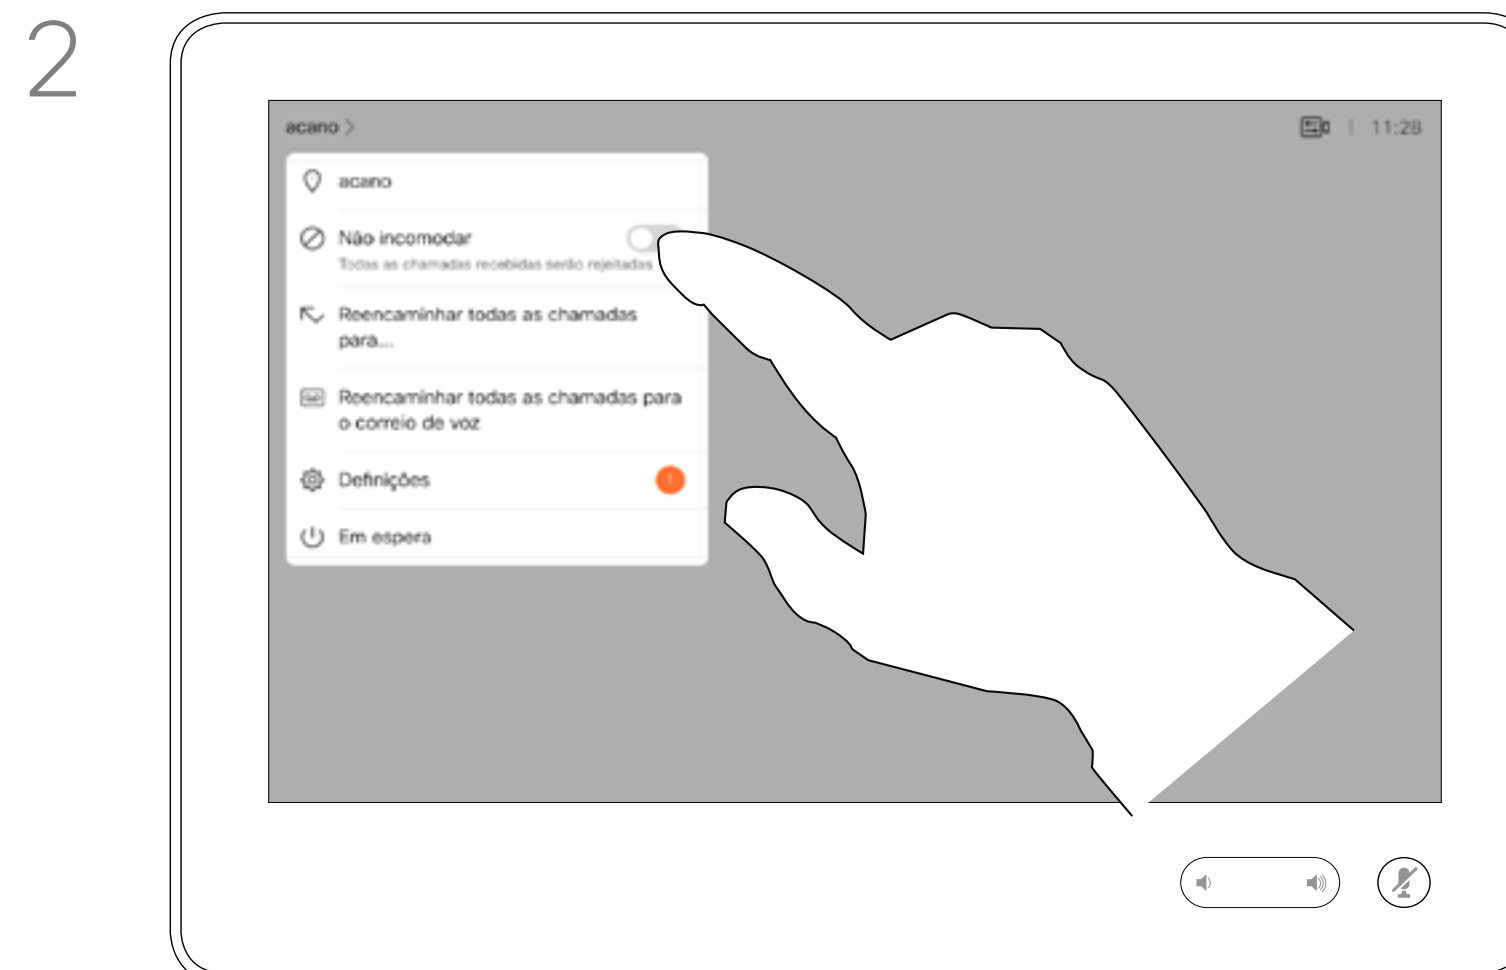 2
acano >
11:28
acano
Não incomodar
Todas as chamadas recebidas serão rejeitadas
Reencaminhar todas as chamadas
para...
Reencaminhar todas as chamadas para
o correio de voz
Definições
!
Em espera